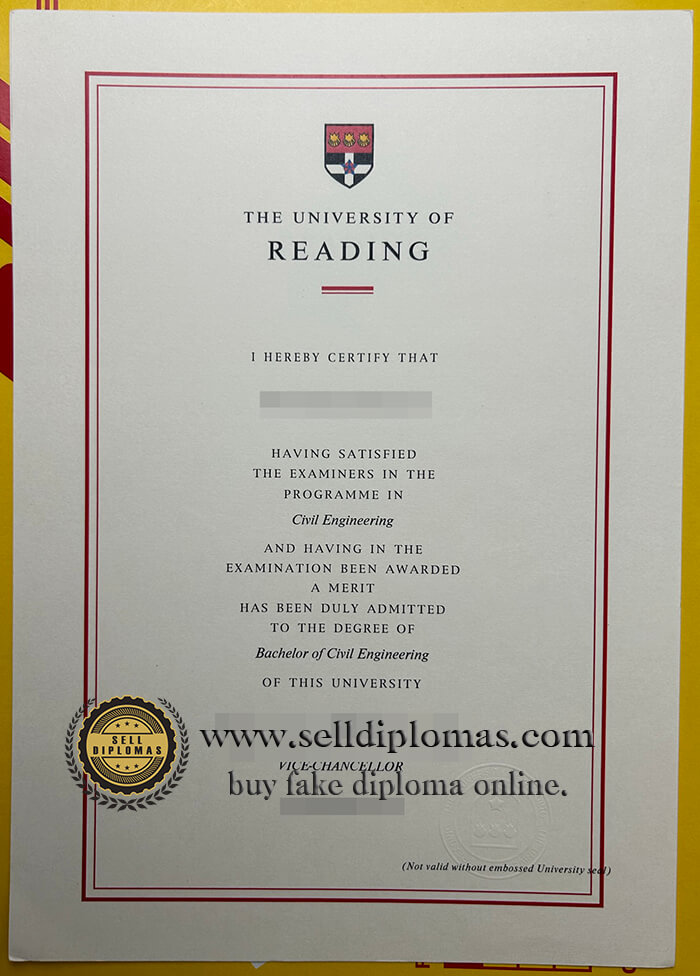 THE UNIVERSITY OF
READING
I HEREBY CERTIFY THAT
HAVING SATISFIED
THE EXAMINERS IN THE
PROGRAMME IN
Civil Engineering
AND HAVING IN THE
EXAMINATION BEEN AWARDED
A MERIT
HAS BEEN DULY ADMITTED
TO THE DEGREE OF
Bachelor of Civil Engineering
OF THIS UNIVERSITY
SELL
DIPLOMAS
www.selldiplomas.com
VICE-CHANCELLOR
buy fake diploma online.
(Not valid without embossed University seal)